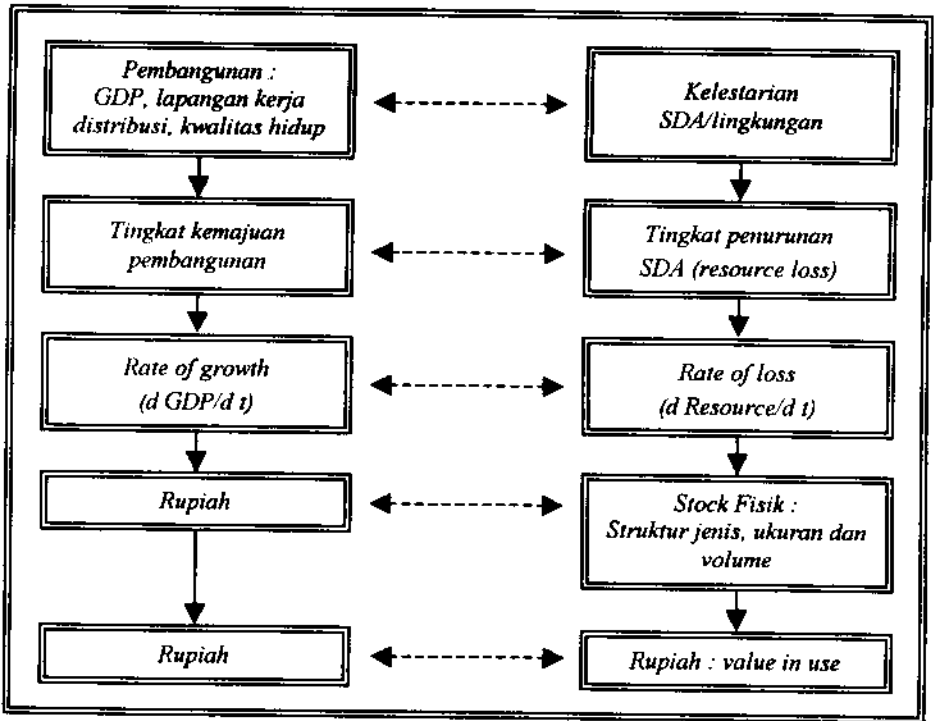 Pembangunan :
GDP, lapangan kerja
distribusi, kwalitas hidup
Kelestarian
SDA/lingkungan
Tingkat kemajuan
pembangunan
Tingkat penurunan
SDA (resource loss)
Rate of growth
(d GDP/d t)
Rate of loss
(d Resource/d t)
Rupiah
Stock Fisik :
Struktur jenis, ukuran dan
volume
Rupiah
Rupiah : value in use